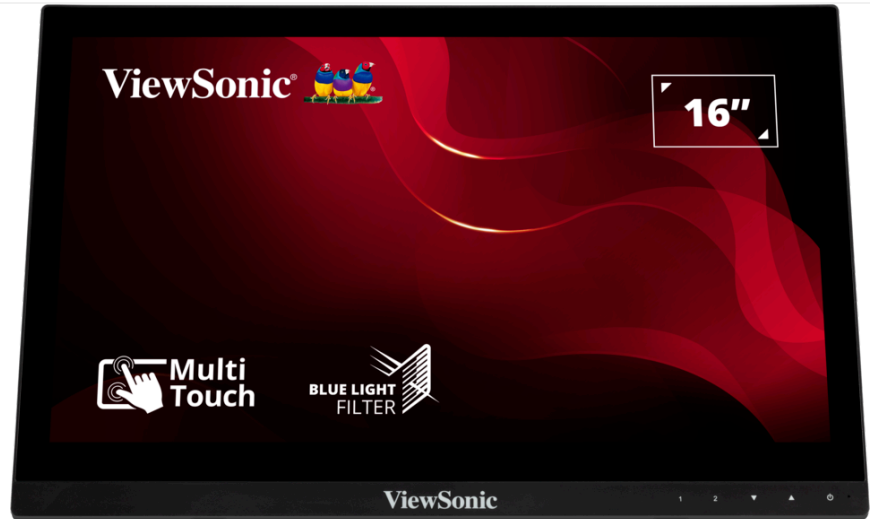 ViewSonic®
16”
Multi
Touch
BLUE LIGHT
FILTER
ViewSonic
1 2 ▼ ▲ ⏻